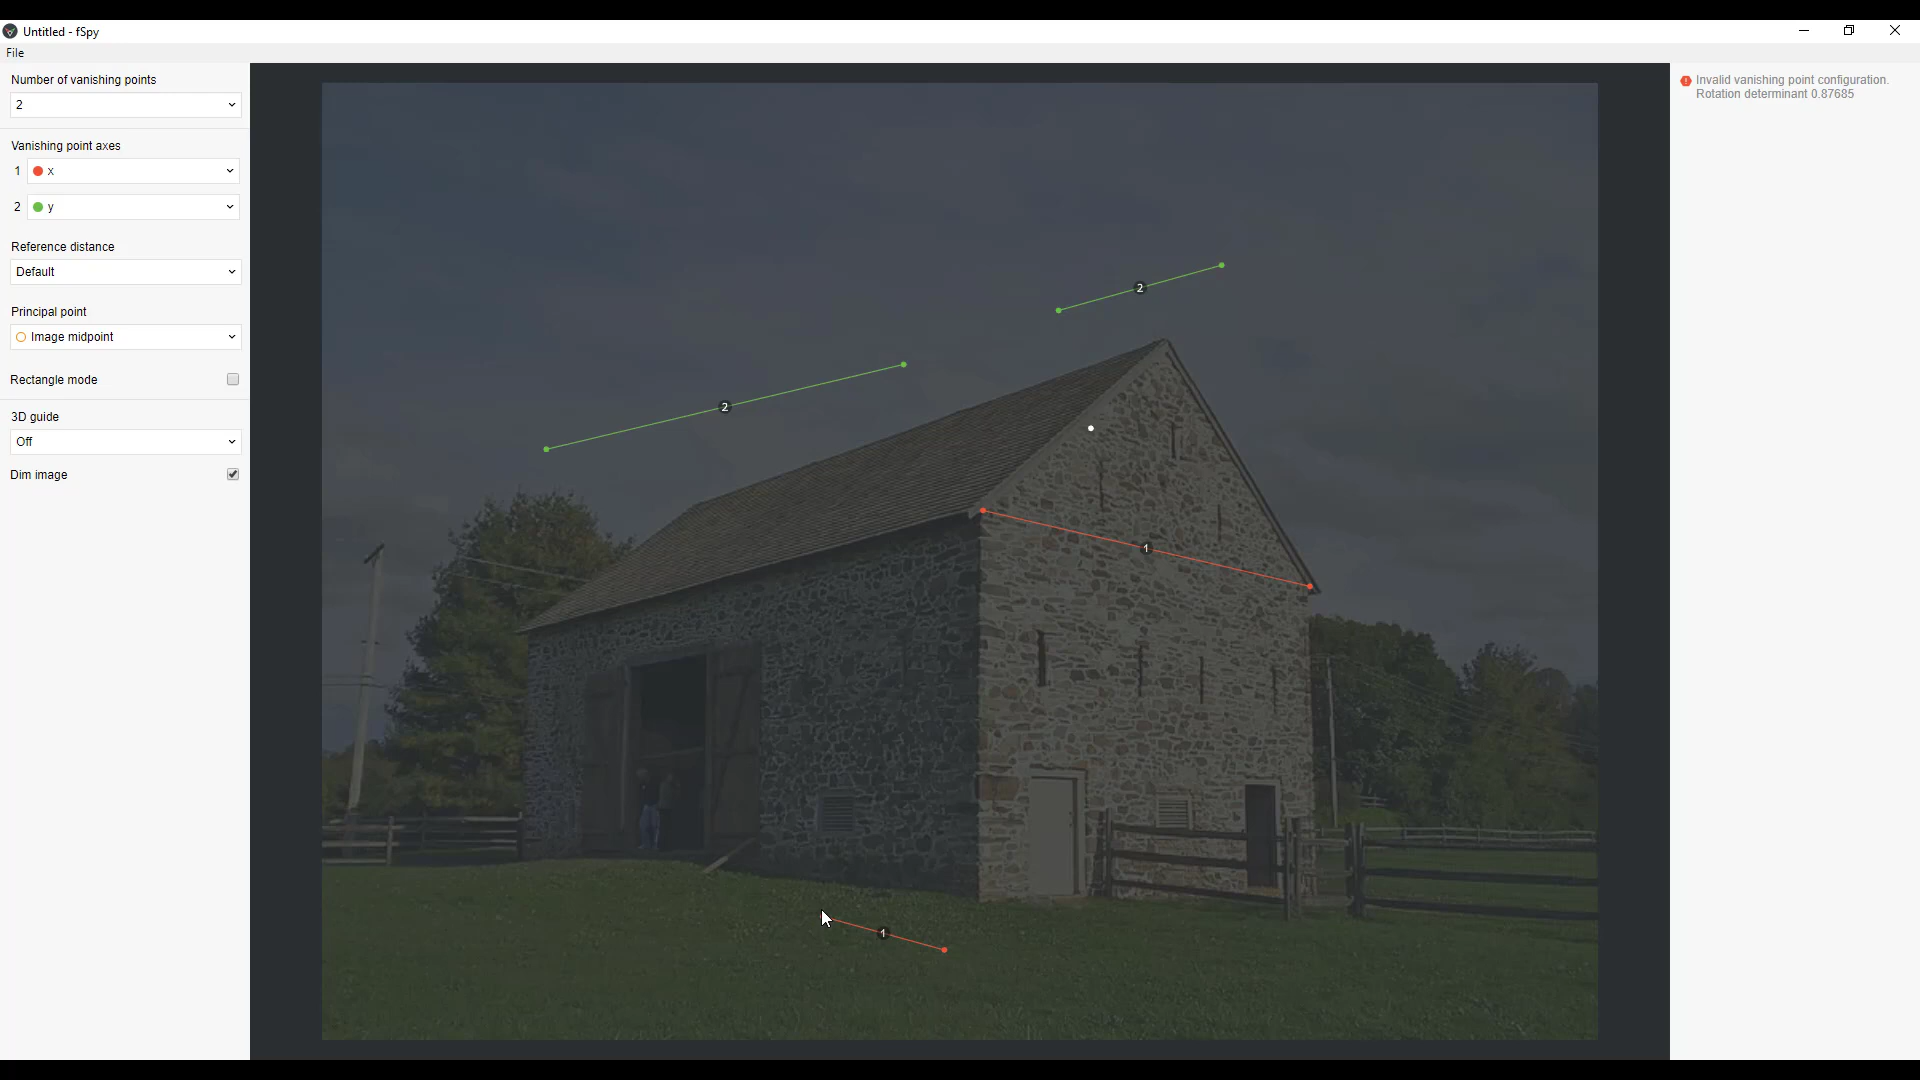 Untitled - fSpy
File
Number of vanishing points
2
Vanishing point axes
1 x
2 y
Reference distance
Default
Principal point
Image midpoint
Rectangle mode
3D guide
Off
Dim image
2
2
1
1
Invalid vanishing point configuration.
Rotation determinant 0.87685